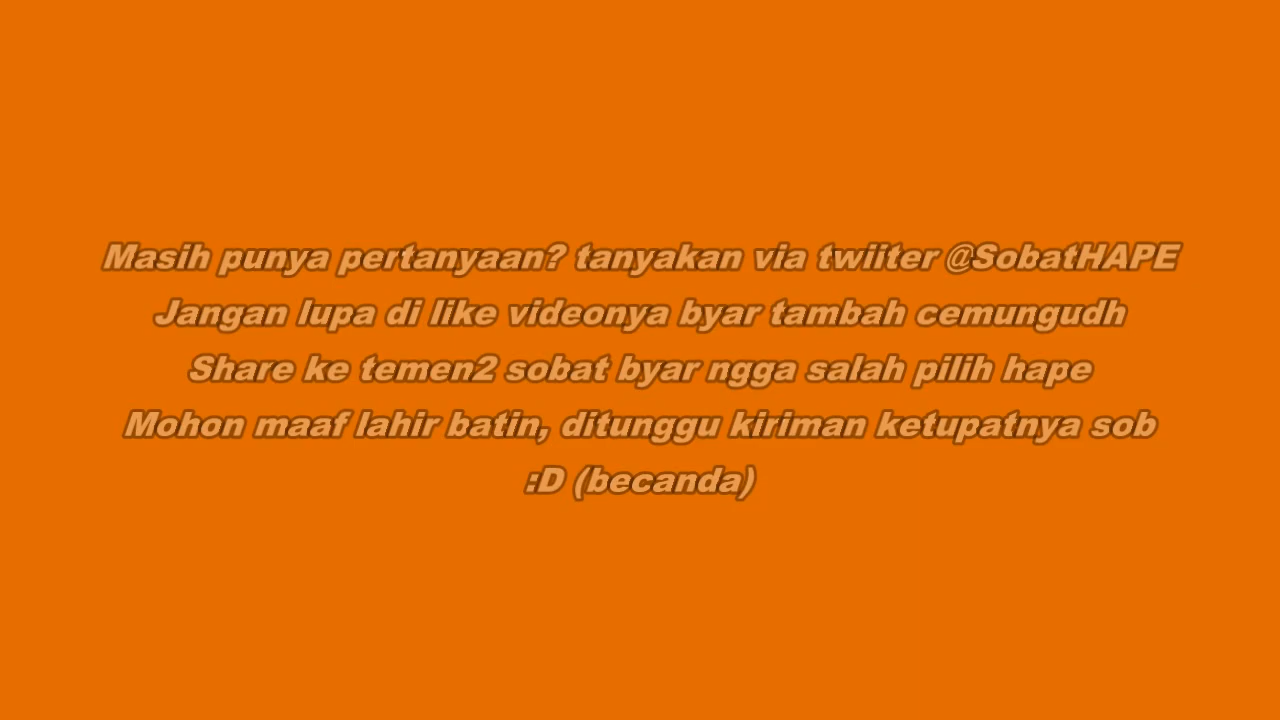 Masih punya pertanyaan? tanyakan via twiiter @SobatHAPE
Jangan lupa di like videonya byar tambah cemungudh
Share ke temen2 sobat byar ngga salah pilih hape
Mohon maaf lahir batin, ditunggu kiriman ketupatnya sob
:D (becanda)